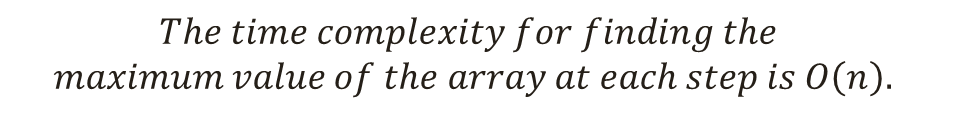 The time complexity for finding the
maximum value of the array at each step is O(n).